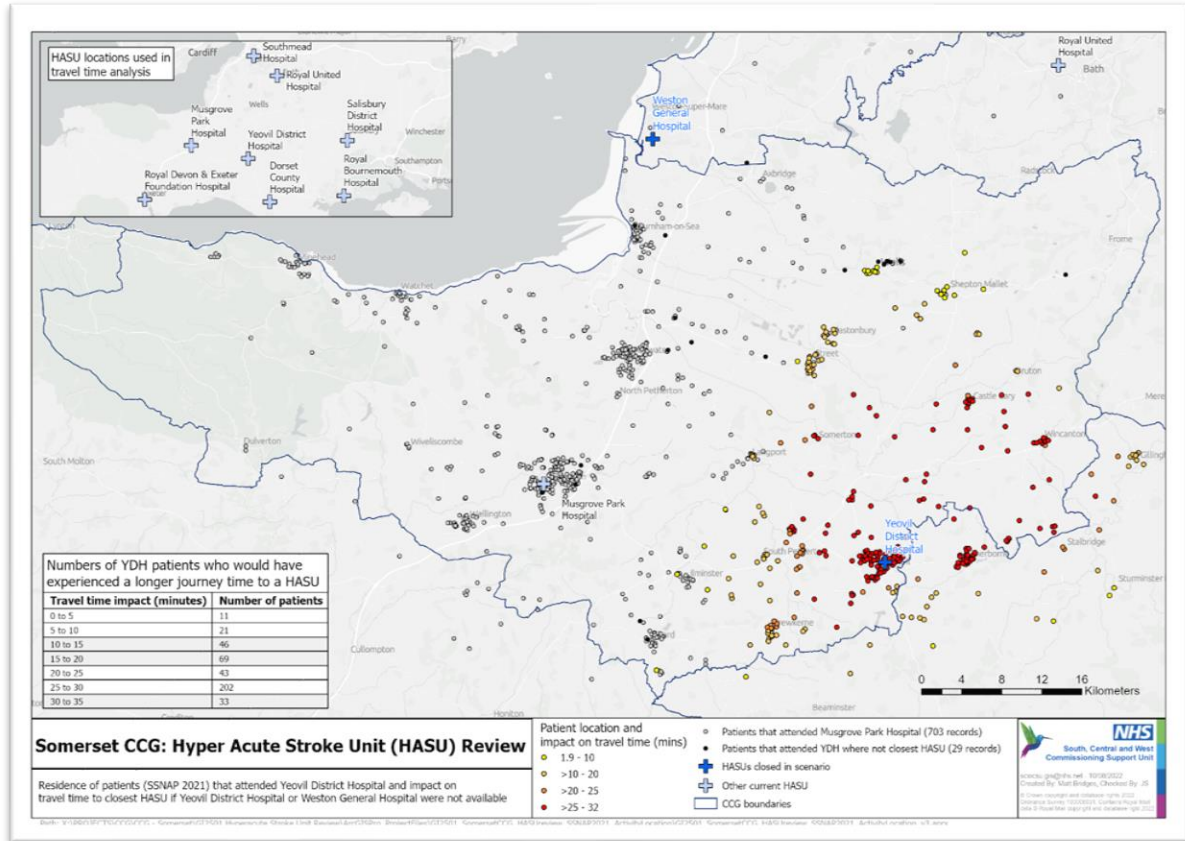 HASU locations used in
travel time analysis
Cardiff
Southmead
Hospital
Royal United
Hospital
Wells
Musgrove
Park
Hospital
Yeovil District
Hospital
Salisbury
District
Hospital
Winchester
Southampton
Royal Devon & Exeter
Foundation Hospital
Dorset
County
Hospital
Royal
Bournemouth
Hospital
Barry
Royal United
Hospital
Bath
Weston
General
Hospital
Axbridge
Radstock
Frome
Burnham-on-Sea
Watchet
Shepton Mallet
Street
North Petherton
Bruton
Castle Cary
Wincanton
Mere
Dulverton
Wiveliscombe
Somerton
Langport
South Molton
Musgrove Park
Hospital
Wellington
Yeovil
District
Hospital
Stalbridge
Ilminster
Cullompton
Honiton
Beaminster
Numbers of YDH patients who would have
experienced a longer journey time to a HASU
Travel time impact (minutes) Number of patients
0 to 5 11
5 to 10 21
10 to 15 46
15 to 20 69
20 to 25 43
25 to 30 202
30 to 35 33
0 4 8 12 16
Kilometers
Somerset CCG: Hyper Acute Stroke Unit (HASU) Review
Residence of patients (SSNAP 2021) that attended Yeovil District Hospital and impact on
travel time to closest HASU if Yeovil District Hospital or Weston General Hospital were not available
Patient location and
impact on travel time (mins)
1.9 - 10
>10 - 20
>20 - 25
>25 - 32
Patients that attended Musgrove Park Hospital (703 records)
Patients that attended YDH where not closest HASU (29 records)
HASUs closed in scenario
Other current HASU
CCG boundaries
NHS
South, Central and West
Commissioning Support Unit
Created By: Matt Bridges, Checked By: JS